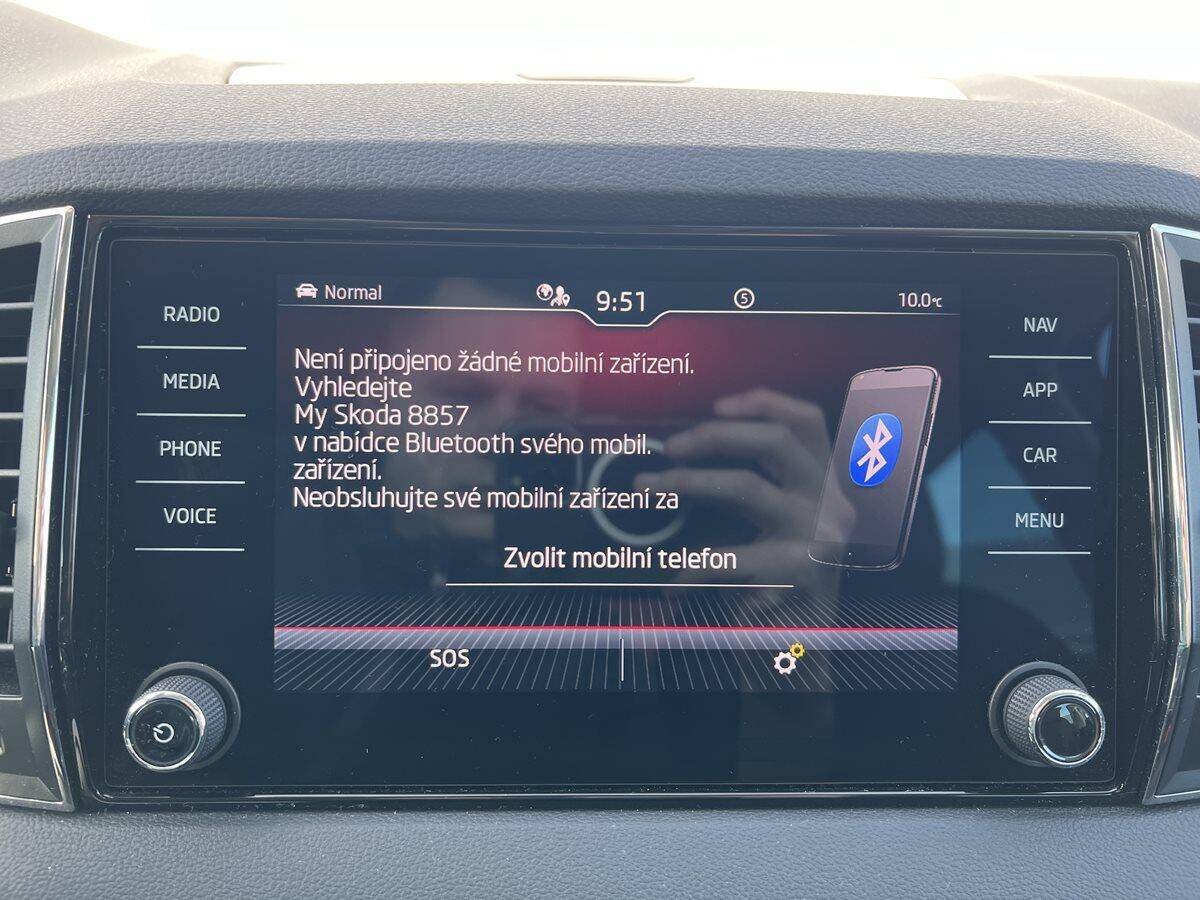 Normal
9:51
5
10.0°C
RADIO
MEDIA
PHONE
VOICE
Není připojeno žádné mobilní zařízení.
Vyhledejte
My Skoda 8857
v nabídce Bluetooth svého mobil.
zařízení.
Neobsluhujte své mobilní zařízení za
Zvolit mobilní telefon
SOS
NAV
APP
CAR
MENU